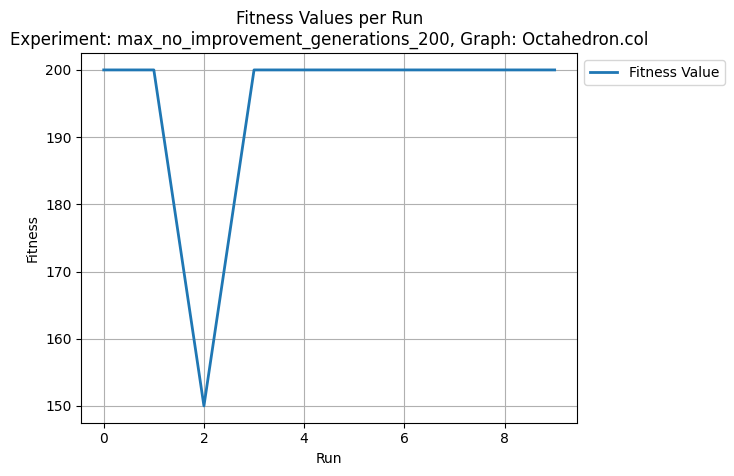 Fitness Values per Run
Experiment: max_no_improvement_generations_200, Graph: Octahedron.col
Fitness Value
Fitness
200
190
180
170
160
150
0 2 4 6 8
Run